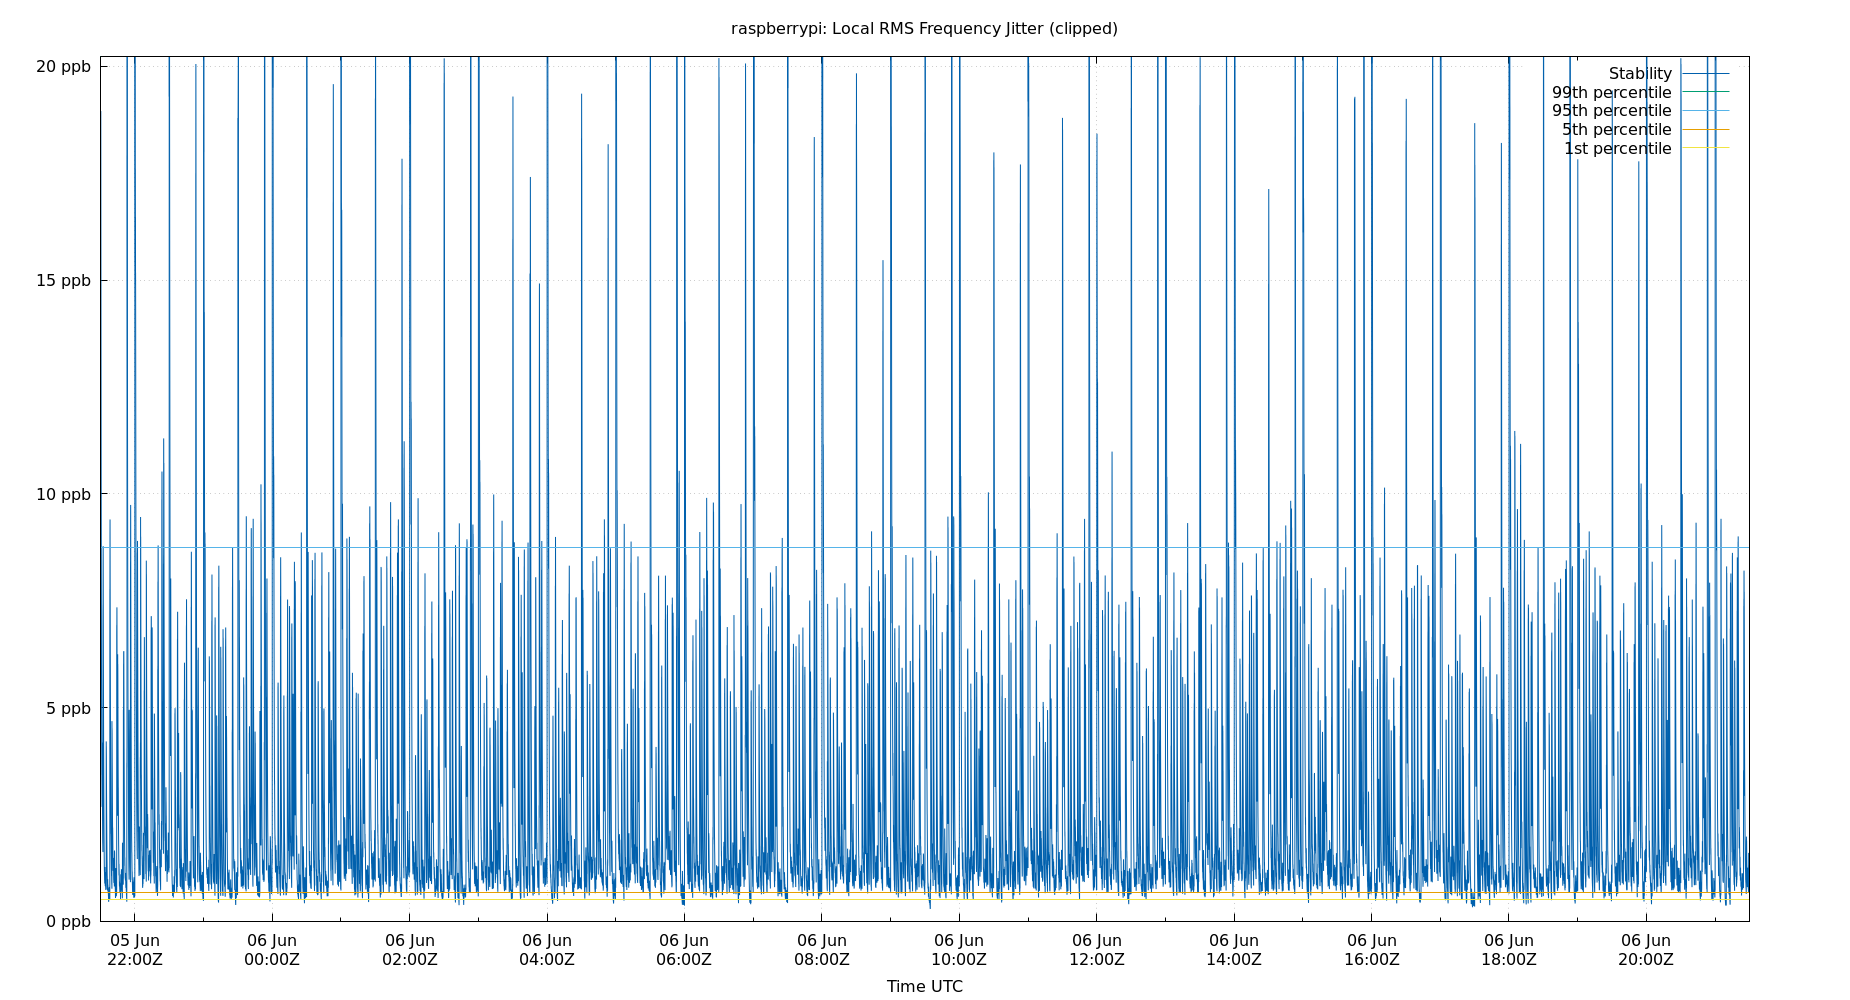 raspberrypi: Local RMS Frequency Jitter (clipped)
20 ppb
15 ppb
10 ppb
5 ppb
0 ppb
Stability
99th percentile
95th percentile
5th percentile
1st percentile
05 Jun 06 Jun 06 Jun 06 Jun 06 Jun 06 Jun 06 Jun 06 Jun 06 Jun 06 Jun 06 Jun 06 Jun
22:00Z 00:00Z 02:00Z 04:00Z 06:00Z 08:00Z 10:00Z 12:00Z 14:00Z 16:00Z 18:00Z 20:00Z
Time UTC